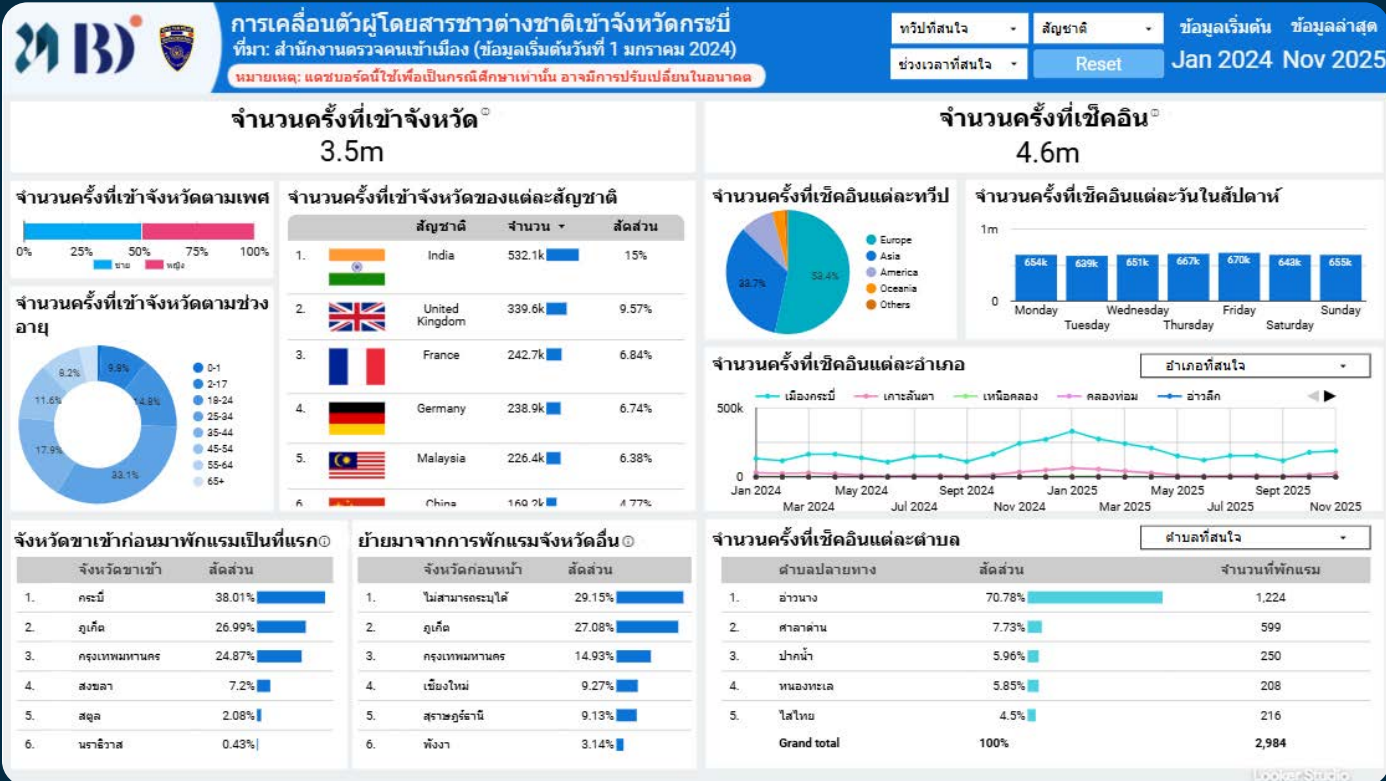 การเคลื่อนตัวผู้โดยสารชาวต่างชาติเข้าจังหวัดกระบี่
ที่มา: สำนักงานตรวจคนเข้าเมือง (ข้อมูลเริ่มต้นวันที่ 1 มกราคม 2024)
หมายเหตุ: แดชบอร์ดนี้ใช้เพื่อเป็นกรณีศึกษาเท่านั้น อาจมีการปรับเปลี่ยนในอนาคต
ทวีปที่สนใจ
สัญชาติ
ช่วงเวลาที่สนใจ
Reset
ข้อมูลเริ่มต้น ข้อมูลล่าสุด
Jan 2024 Nov 2025
จำนวนครั้งที่เข้าจังหวัด
3.5m
จำนวนครั้งที่เช็คอิน
4.6m
จำนวนครั้งที่เข้าจังหวัดตามเพศ
0% 25% 50% 75% 100%
ชาย หญิง
จำนวนครั้งที่เข้าจังหวัดตามช่วง
อายุ
9.9%
14.8%
33.1%
17.9%
11.6%
8.2%
0-1
2-17
18-24
25-34
35-44
45-54
55-64
65+
จำนวนครั้งที่เข้าจังหวัดของแต่ละสัญชาติ
สัญชาติ จำนวน สัดส่วน
1. India 532.1k 15%
2. United Kingdom 339.6k 9.57%
3. France 242.7k 6.84%
4. Germany 238.9k 6.74%
5. Malaysia 226.4k 6.38%
6. China 169.2k 4.77%
จำนวนครั้งที่เช็คอินแต่ละทวีป
53.4%
33.7%
Europe
Asia
America
Oceania
Others
จำนวนครั้งที่เช็คอินแต่ละวันในสัปดาห์
1m
0
654k 639k 651k 667k 670k 643k 655k
Monday Wednesday Friday Sunday
Tuesday Thursday Saturday
จำนวนครั้งที่เช็คอินแต่ละอำเภอ
อำเภอที่สนใจ
เมืองกระบี่ เกาะลันตา เหนือคลอง คลองท่อม อ่าวลึก
500k
0
Jan 2024 May 2024 Sept 2024 Jan 2025 May 2025 Sept 2025
Mar 2024 Jul 2024 Nov 2024 Mar 2025 Jul 2025 Nov 2025
จังหวัดขาเข้าก่อนมาพักแรมเป็นที่แรก
จังหวัดขาเข้า สัดส่วน
1. กระบี่ 38.01%
2. ภูเก็ต 26.99%
3. กรุงเทพมหานคร 24.87%
4. สงขลา 7.2%
5. สตูล 2.08%
6. นราธิวาส 0.43%
ย้ายมาจากการพักแรมจังหวัดอื่น
จังหวัดก่อนหน้า สัดส่วน
1. ไม่สามารถระบุได้ 29.15%
2. ภูเก็ต 27.08%
3. กรุงเทพมหานคร 14.93%
4. เชียงใหม่ 9.27%
5. สุราษฎร์ธานี 9.13%
6. พังงา 3.14%
จำนวนครั้งที่เช็คอินแต่ละตำบล
ตำบลที่สนใจ
ตำบลปลายทาง สัดส่วน จำนวนที่พักแรม
1. อ่าวนาง 70.78% 1,224
2. ศาลาด่าน 7.73% 599
3. ปากน้ำ 5.96% 250
4. หนองทะเล 5.85% 208
5. ไสไทย 4.5% 216
Grand total 100% 2,984
Looker Studio